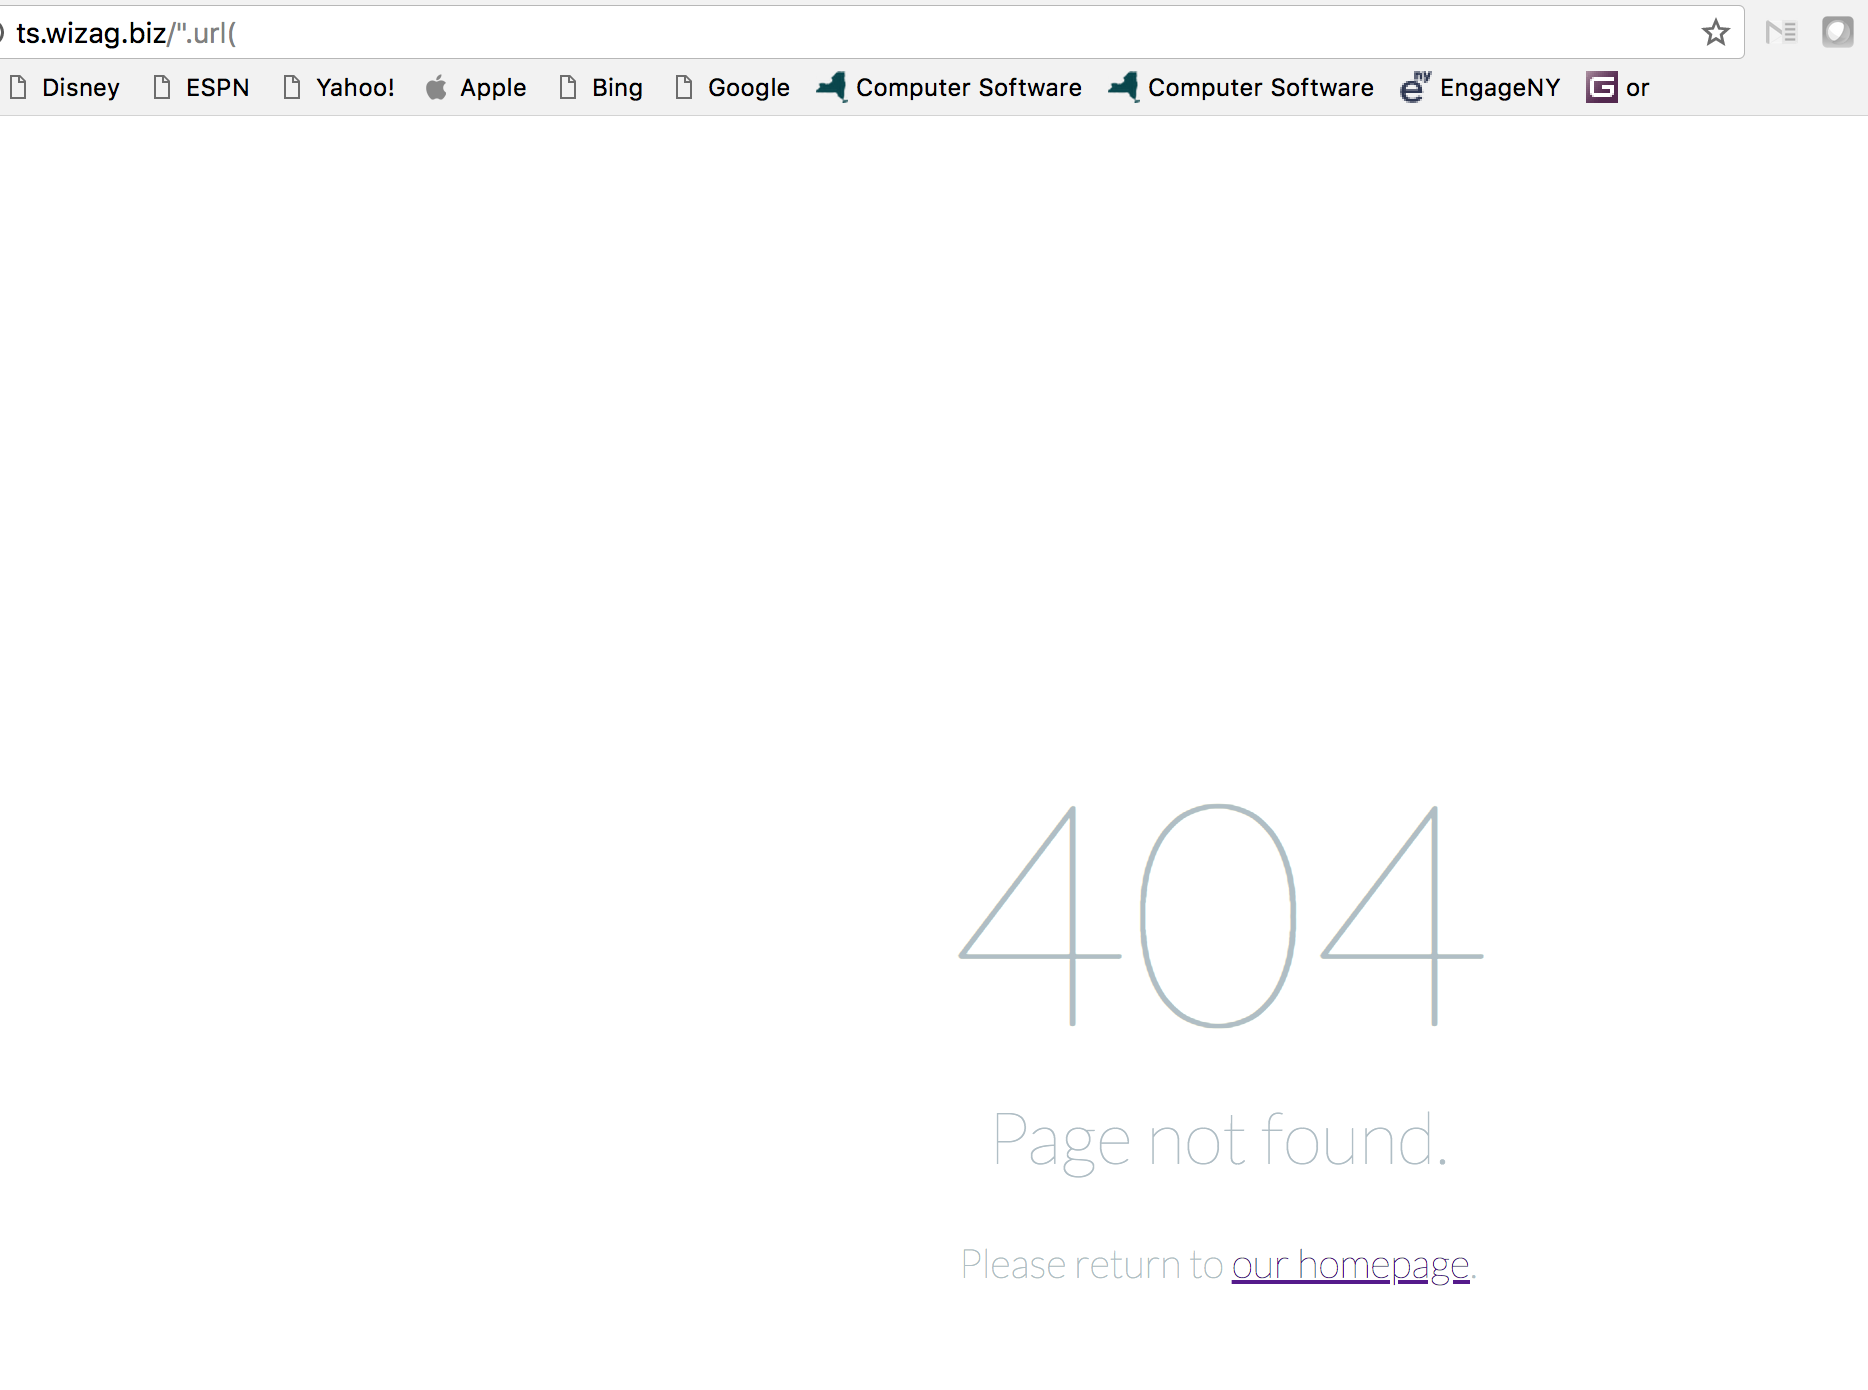 ts.wizag.biz/".url(
Disney ESPN Yahoo! Apple Bing Google Computer Software Computer Software ny e EngageNY G or
404
Page not found.
Please return to our homepage.